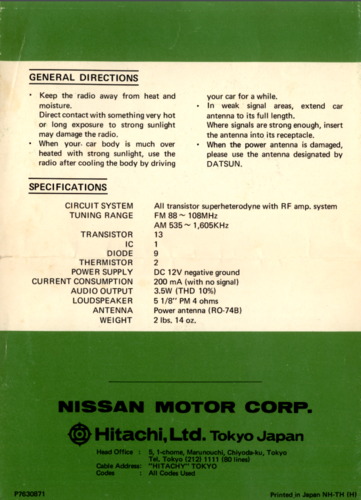 GENERAL DIRECTIONS
• Keep the radio away from heat and
moisture.
Direct contact with something very hot
or long exposure to strong sunlight
may damage the radio.
• When your car body is much over
heated with strong sunlight, use the
radio after cooling the body by driving
your car for a while.
• In weak signal areas, extend car
antenna to its full length.
Where signals are strong enough, insert
the antenna into its receptacle.
• When the power antenna is damaged,
please use the antenna designated by
DATSUN.
SPECIFICATIONS
CIRCUIT SYSTEM All transistor superheterodyne with RF amp. system
TUNING RANGE FM 88 ~ 108MHz
AM 535 ~ 1,605KHz
TRANSISTOR 13
IC 1
DIODE 9
THERMISTOR 2
POWER SUPPLY DC 12V negative ground
CURRENT CONSUMPTION 200 mA (with no signal)
AUDIO OUTPUT 3.5W (THD 10%)
LOUDSPEAKER 5 1/8" PM 4 ohms
ANTENNA Power antenna (RO-74B)
WEIGHT 2 lbs. 14 oz.
NISSAN MOTOR CORP.
Hitachi, Ltd. Tokyo Japan
Head Office : 5, 1-chome, Marunouchi, Chiyoda-ku, Tokyo
Tel. Tokyo (212) 1111 (80 lines)
Cable Address: "HITACHY" TOKYO
Codes : All Codes Used
P7630871
Printed in Japan NH-TH (H)